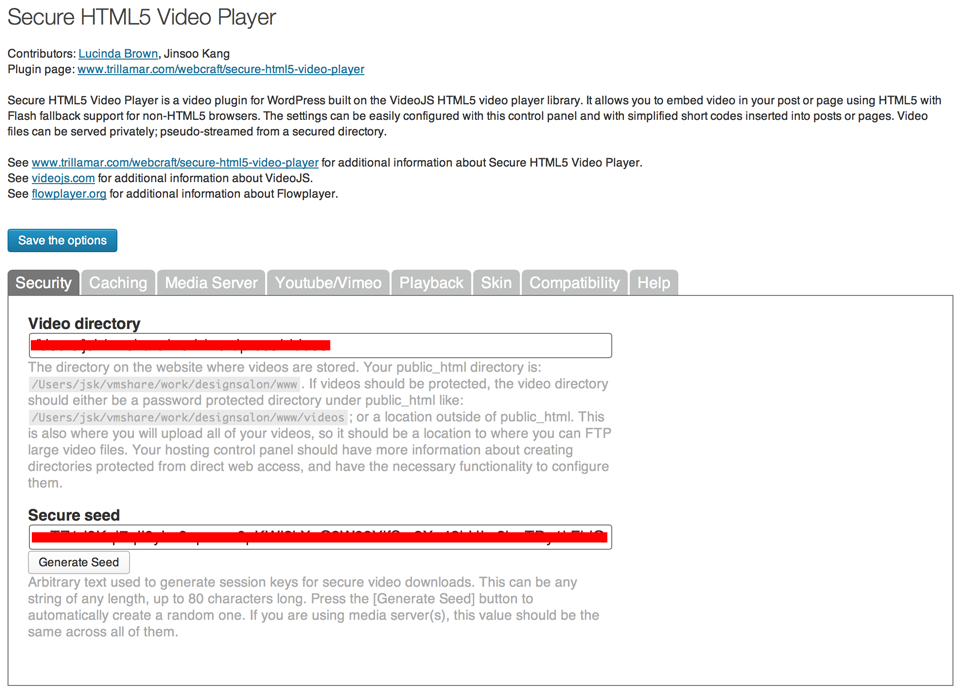 Secure HTML5 Video Player
Contributors: Lucinda Brown, Jinsoo Kang
Plugin page: www.trillamar.com/webcraft/secure-html5-video-player
Secure HTML5 Video Player is a video plugin for WordPress built on the VideoJS HTML5 video player library. It allows you to embed video in your post or page using HTML5 with
Flash fallback support for non-HTML5 browsers. The settings can be easily configured with this control panel and with simplified short codes inserted into posts or pages. Video
files can be served privately; pseudo-streamed from a secured directory.
See www.trillamar.com/webcraft/secure-html5-video-player for additional information about Secure HTML5 Video Player.
See videojs.com for additional information about VideoJS.
See flowplayer.org for additional information about Flowplayer.
Save the options
Security Caching Media Server Youtube/Vimeo Playback Skin Compatibility Help
Video directory
The directory on the website where videos are stored. Your public_html directory is:
/Users/jsk/vmshare/work/designsalon/www . If videos should be protected, the video directory
should either be a password protected directory under public_html like:
/Users/jsk/vmshare/work/designsalon/www/videos ; or a location outside of public_html. This
is also where you will upload all of your videos, so it should be a location to where you can FTP
large video files. Your hosting control panel should have more information about creating
directories protected from direct web access, and have the necessary functionality to configure
them.
Secure seed
Generate Seed
Arbitrary text used to generate session keys for secure video downloads. This can be any
string of any length, up to 80 characters long. Press the [Generate Seed] button to
automatically create a random one. If you are using media server(s), this value should be the
same across all of them.